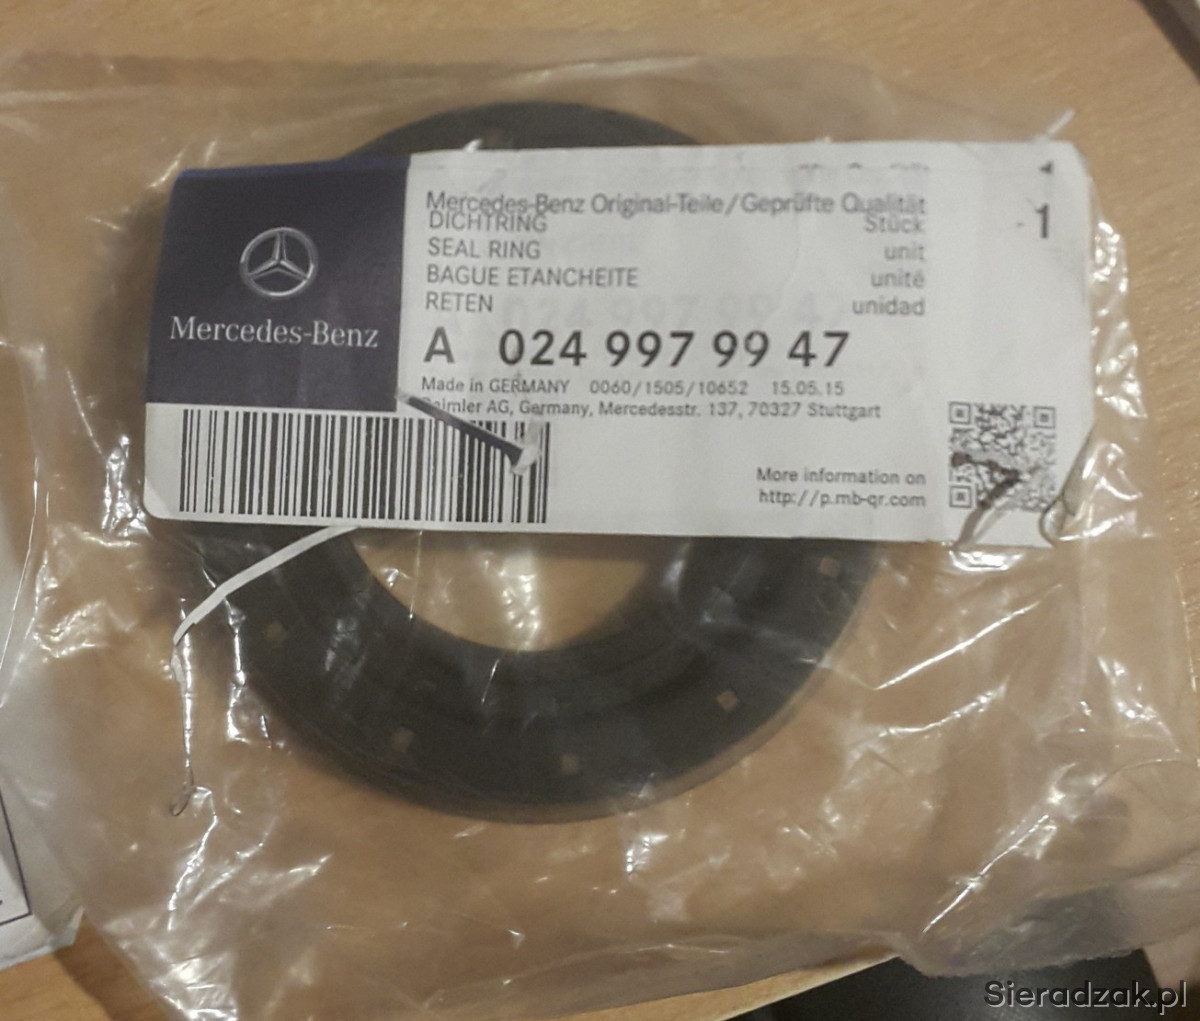 Mercedes-Benz
Mercedes-Benz Original-Teile/Geprüfte Qualität
DICHTRING Stück
SEAL RING unit
BAGUE ETANCHEITE unité
RETEN unidad
1
A 024 997 99 47
Made in GERMANY 0060/1505/10652 15.05.15
Daimler AG, Germany, Mercedesstr. 137, 70327 Stuttgart
More information on
http://p.mb-qr.com
Sieradzak.pl